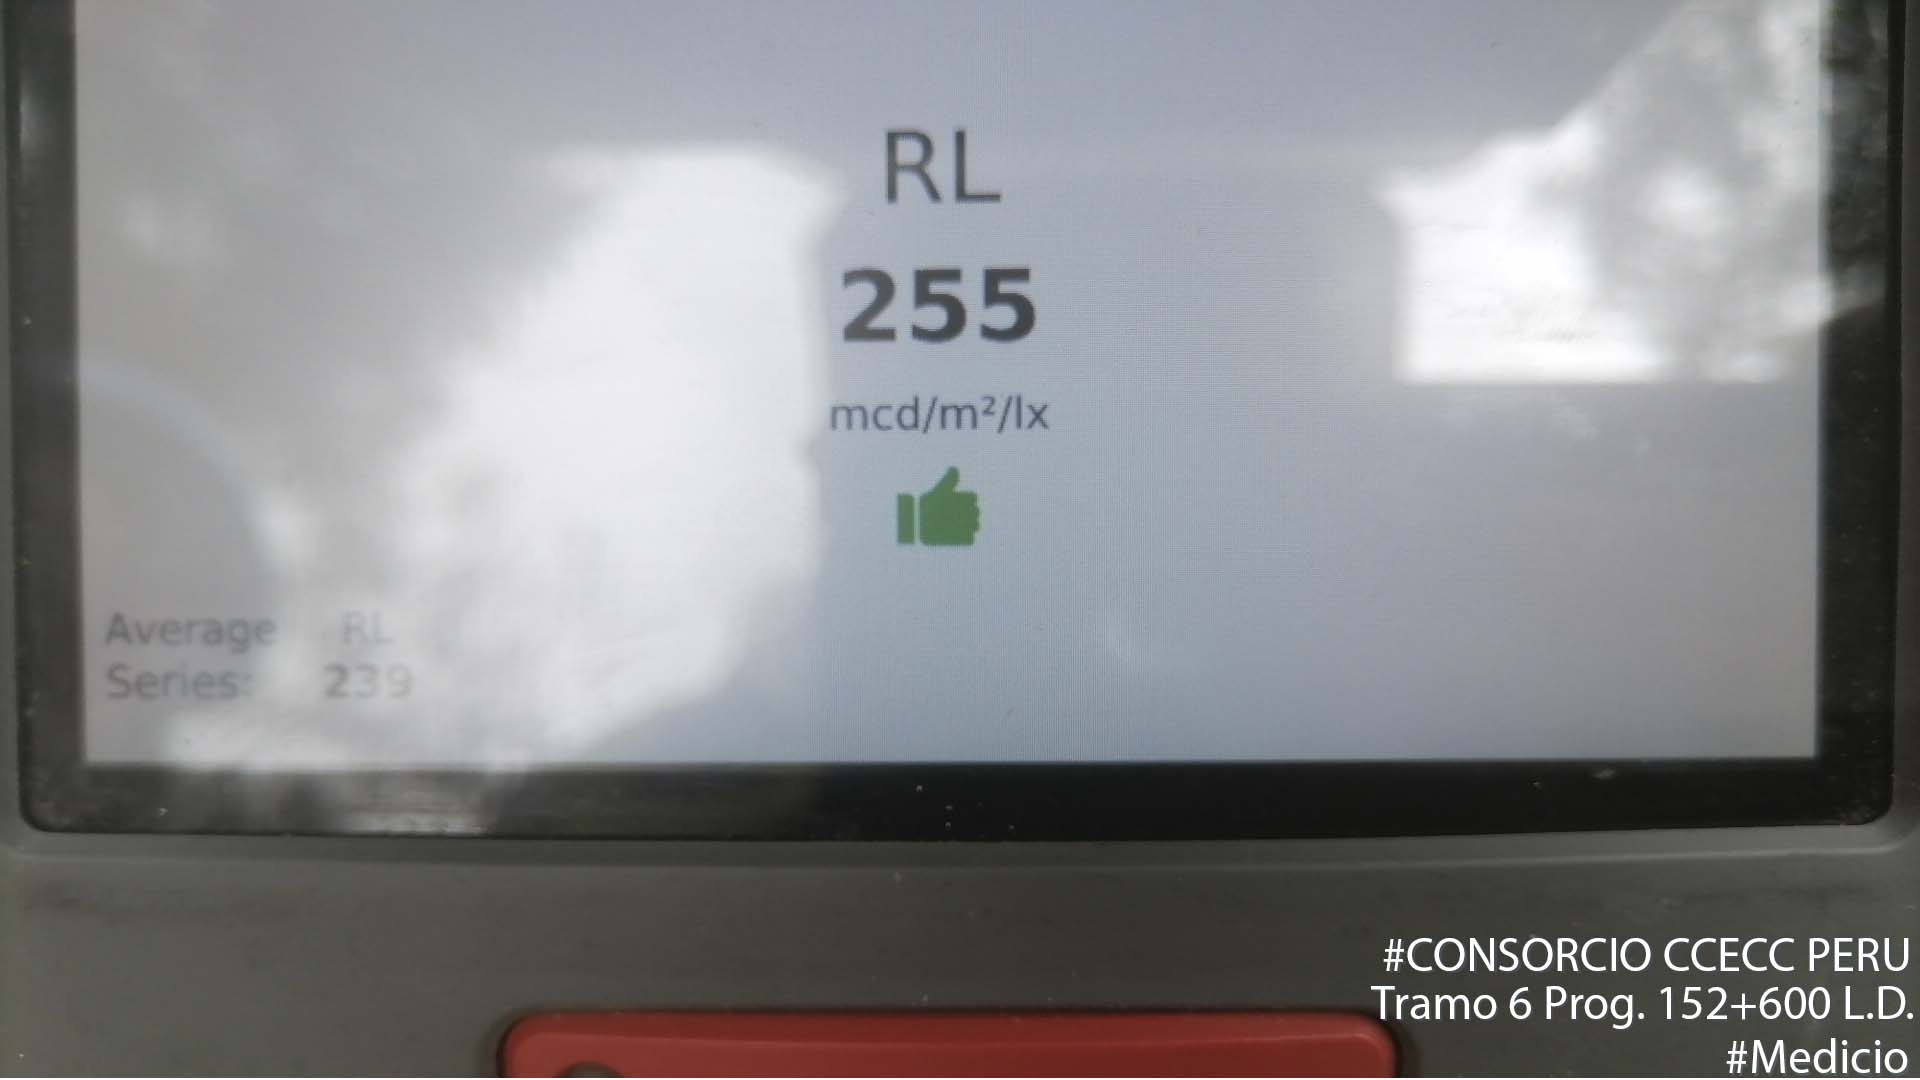 RL
255
mcd/m²/lx
Average RL
Series: 239
#CONSORCIO CCECC PERU
Tramo 6 Prog. 152+600 L.D.
#Medicio